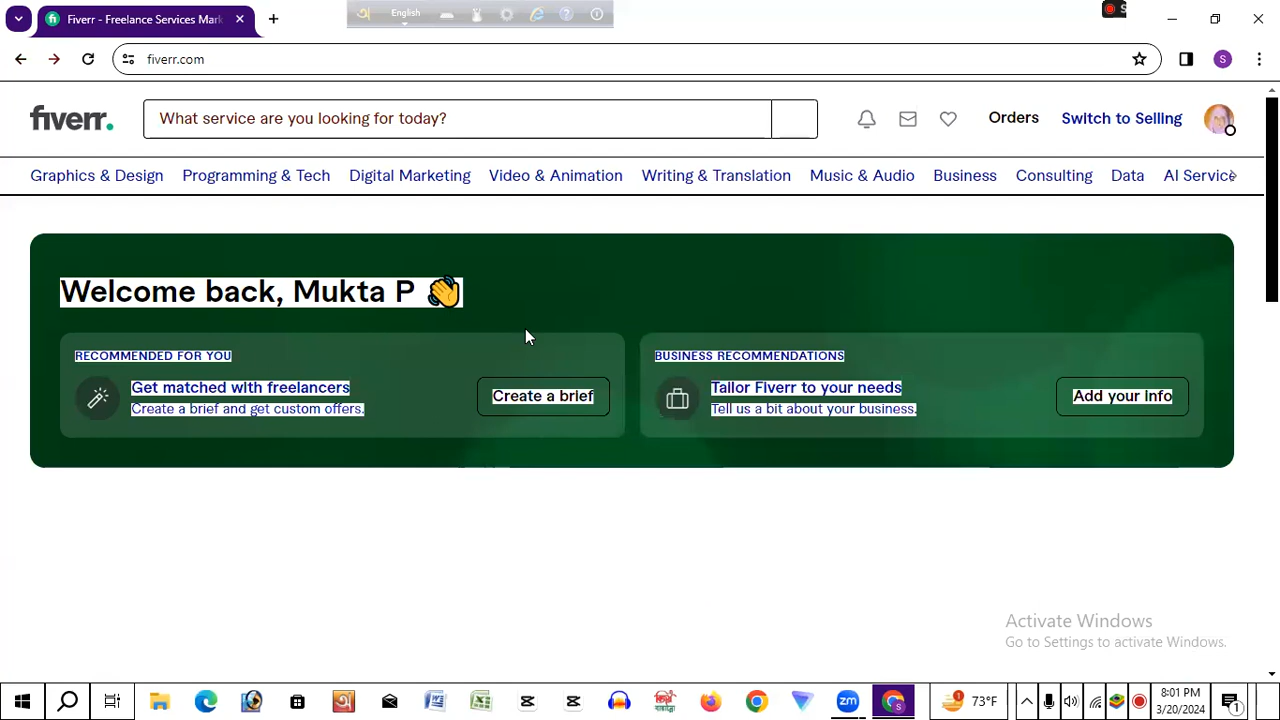 Fiverr - Freelance Services Mark
English
S
fiverr.com
S
fiverr.
What service are you looking for today?
Orders
Switch to Selling
Graphics & Design
Programming & Tech
Digital Marketing
Video & Animation
Writing & Translation
Music & Audio
Business
Consulting
Data
AI Service
Welcome back, Mukta P
RECOMMENDED FOR YOU
Get matched with freelancers
Create a brief and get custom offers.
Create a brief
BUSINESS RECOMMENDATIONS
Tailor Fiverr to your needs
Tell us a bit about your business.
Add your info
Activate Windows
Go to Settings to activate Windows.
73°F
8:01 PM
3/20/2024